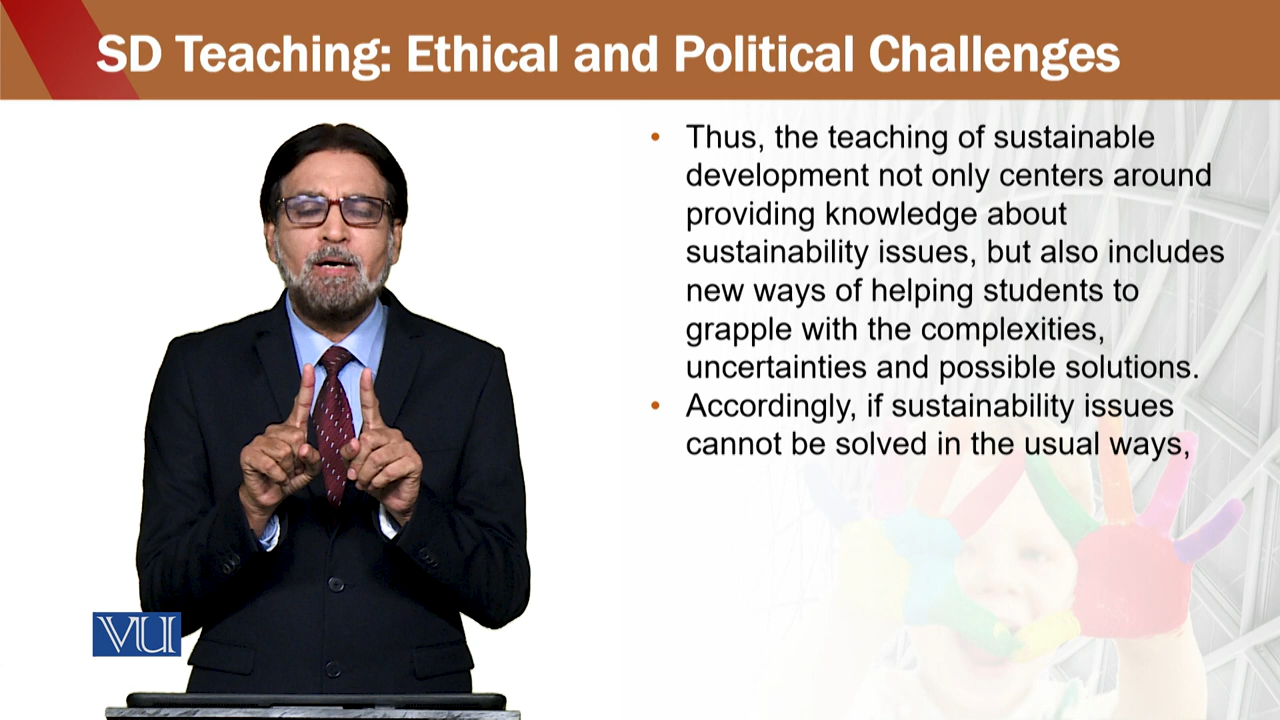 SD Teaching: Ethical and Political Challenges
• Thus, the teaching of sustainable
development not only centers around
providing knowledge about
sustainability issues, but also includes
new ways of helping students to
grapple with the complexities,
uncertainties and possible solutions.
• Accordingly, if sustainability issues
cannot be solved in the usual ways,
VU